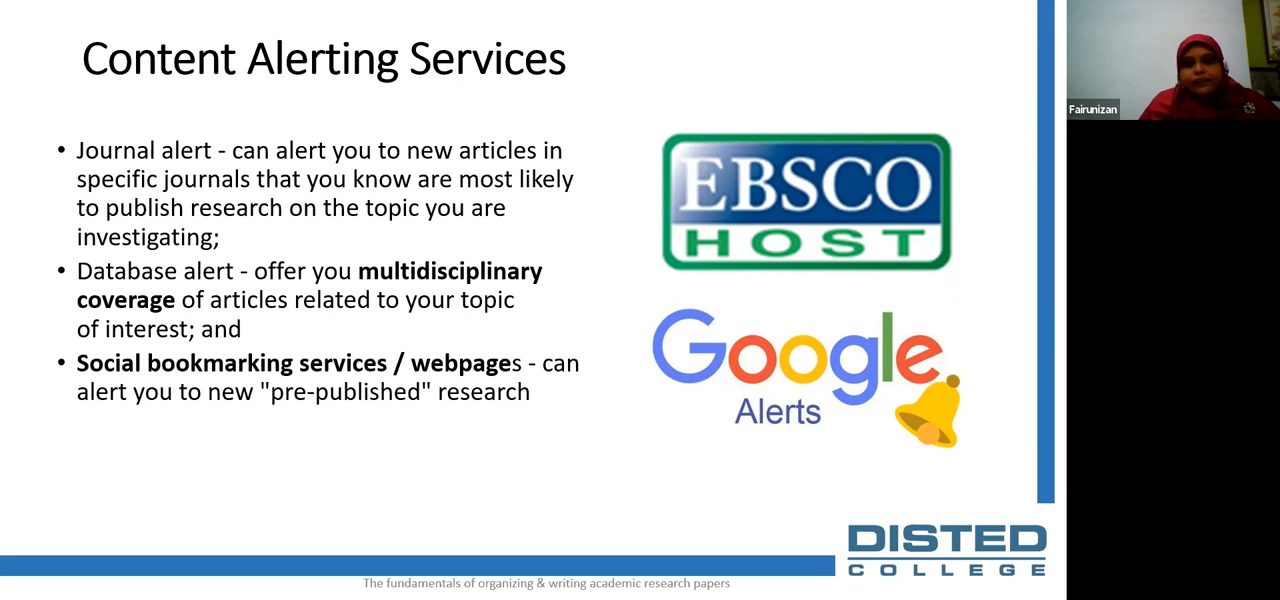 Content Alerting Services
• Journal alert - can alert you to new articles in
specific journals that you know are most likely
to publish research on the topic you are
investigating;
• Database alert - offer you multidisciplinary
coverage of articles related to your topic
of interest; and
• Social bookmarking services / webpages - can
alert you to new "pre-published" research
EBSCO
HOST
Google
Alerts
DISTED
COLLEGE
The fundamentals of organizing & writing academic research papers
Fairunizan